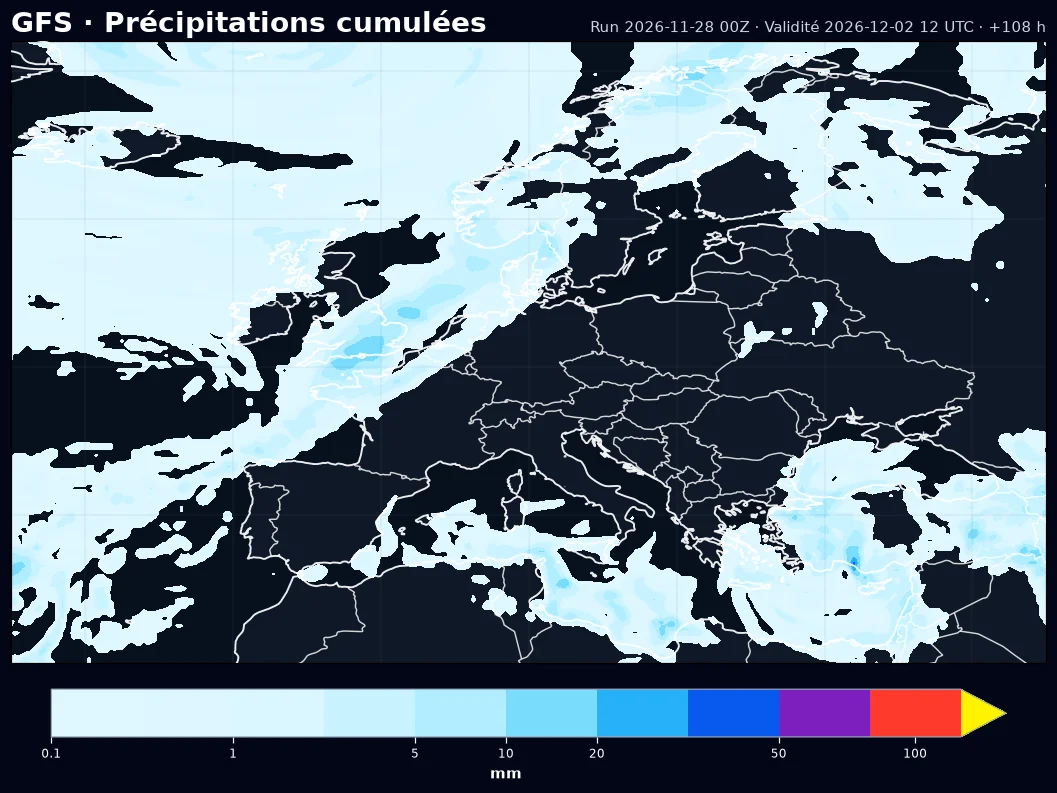 GFS · Précipitations cumulées
Run 2026-11-28 00Z · Validité 2026-12-02 12 UTC · +108 h
0.1 1 5 10 20 50 100
mm